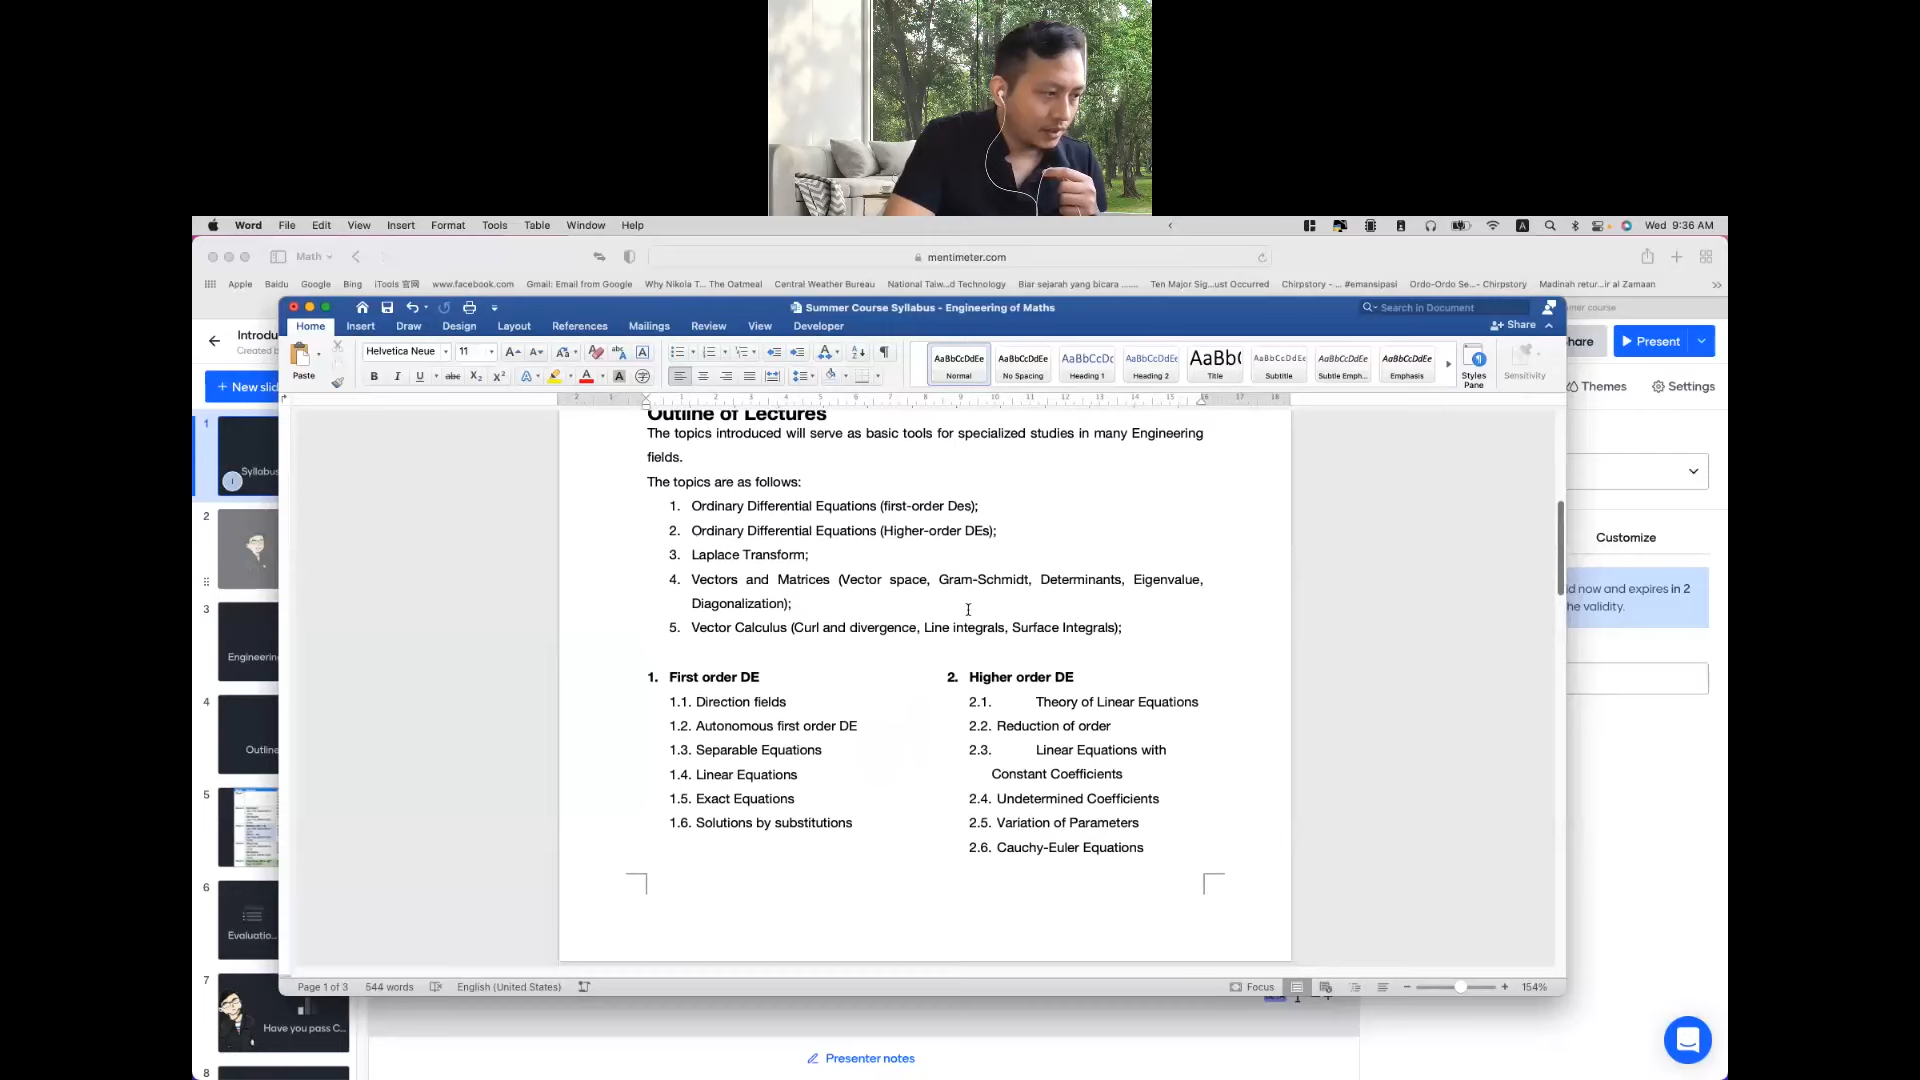 Word File Edit View Insert Format Tools Table Window Help
A
Wed 9:36 AM
Math
mentimeter.com
Apple Baidu Google Bing iTools 官网 www.facebook.com Gmail: Email from Google Why Nikola T... The Oatmeal Central Weather Bureau National Taiw...d Technology Biar sejarah yang bicara ...... Ten Major Sig...ust Occurred Chirpstory - ... #emansipasi Ordo-Ordo Se...- Chirpstory Madinah retur...ir al Zamaan
Summer Course Syllabus - Engineering of Maths
Search in Document
Home Insert Draw Design Layout References Mailings Review View Developer
Share
Paste
Helvetica Neue 11
AaBbCcDdEe Normal
AaBbCcDdEe No Spacing
AaBbCcDc Heading 1
AaBbCcDdEe Heading 2
AaBb( Title
AaBbCcDdEe Subtitle
AaBbCcDdEe Subtle Emph...
AaBbCcDdEe Emphasis
Styles Pane
Sensitivity
Introdu
Created b
hare
Present
+ New slid
Themes
Settings
Customize
d now and expires in 2
he validity.
Outline of Lectures
The topics introduced will serve as basic tools for specialized studies in many Engineering
fields.
The topics are as follows:
1. Ordinary Differential Equations (first-order Des);
2. Ordinary Differential Equations (Higher-order DEs);
3. Laplace Transform;
4. Vectors and Matrices (Vector space, Gram-Schmidt, Determinants, Eigenvalue,
Diagonalization);
5. Vector Calculus (Curl and divergence, Line integrals, Surface Integrals);
1. First order DE
1.1. Direction fields
1.2. Autonomous first order DE
1.3. Separable Equations
1.4. Linear Equations
1.5. Exact Equations
1.6. Solutions by substitutions
2. Higher order DE
2.1. Theory of Linear Equations
2.2. Reduction of order
2.3. Linear Equations with
Constant Coefficients
2.4. Undetermined Coefficients
2.5. Variation of Parameters
2.6. Cauchy-Euler Equations
1
Syllabus
2
3
Engineerin
4
Outline
5
6
Evaluatio...
7
Have you pass C...
8
Page 1 of 3 544 words English (United States)
Focus
154%
Presenter notes